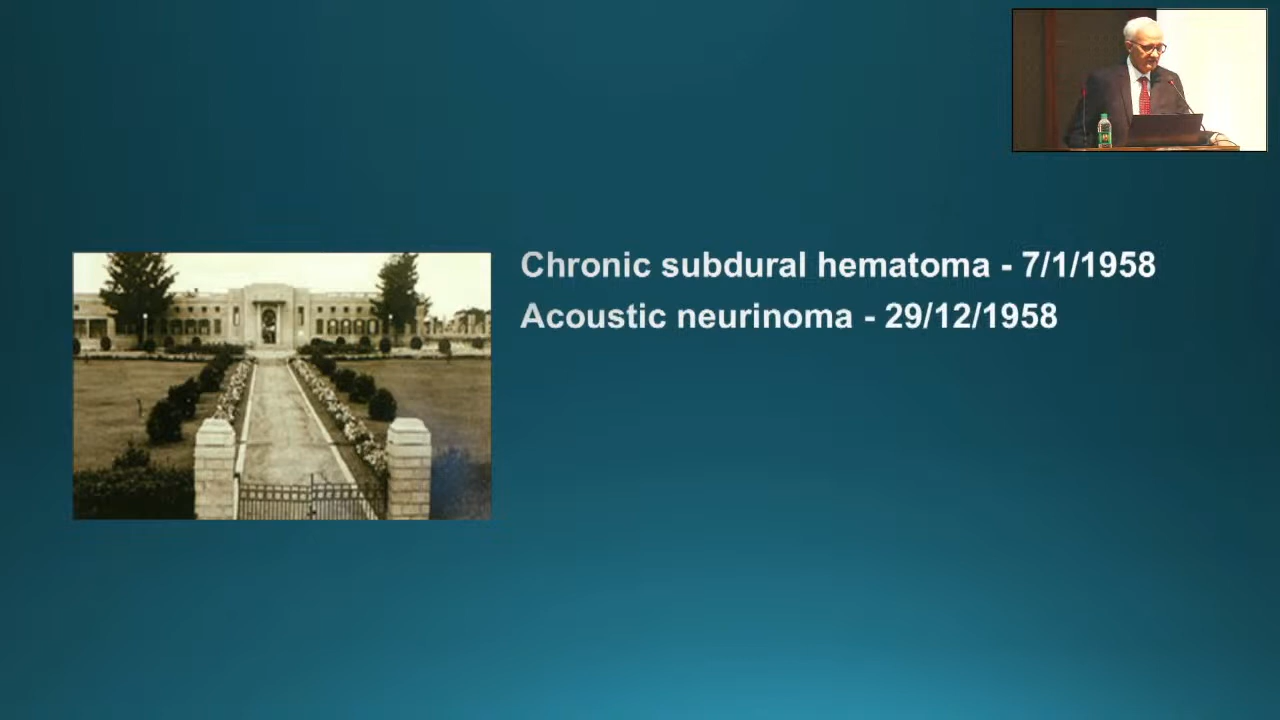 Chronic subdural hematoma - 7/1/1958
Acoustic neurinoma - 29/12/1958